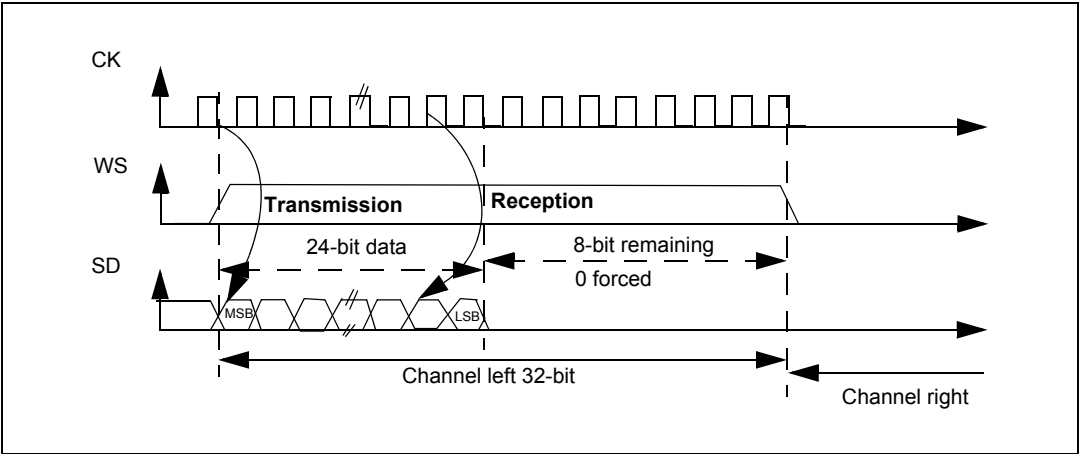 CK
WS
Transmission
Reception
24-bit data
8-bit remaining
0 forced
SD
MSB
LSB
Channel left 32-bit
Channel right